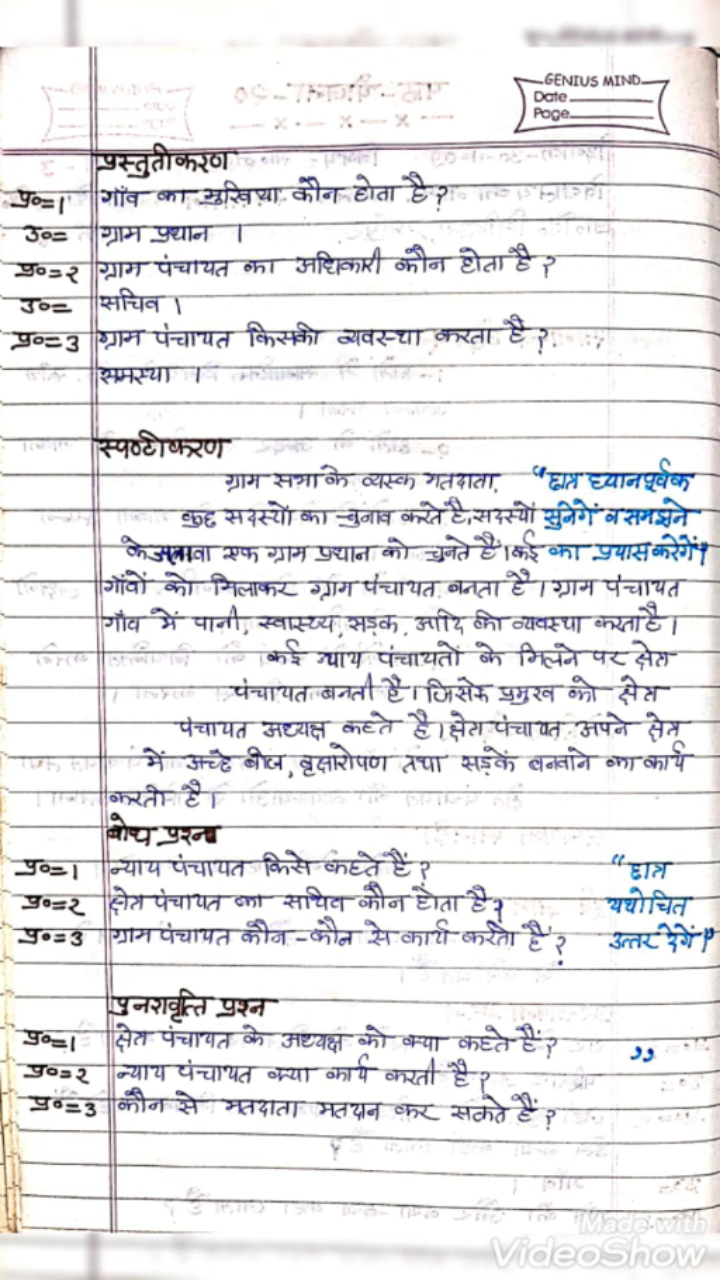 GENIUS MIND
Date
Page
प्रस्तुतीकरण
प्र०=1 गाँव का मुखिया कौन होता है?
उ०= ग्राम प्रधान ।
प्र०=२ ग्राम पंचायत का अधिकारी कौन होता है?
उ०= सचिव ।
प्र०=3 ग्राम पंचायत किसकी व्यवस्था करता है?
समस्या ।
स्पष्टीकरण
ग्राम सभा के व्यस्क मतदाता, "छात्र ध्यानपूर्वक
कुछ सदस्यों का चुनाव करते है, सदस्यों सुनेगें व समझने
के अलावा एक ग्राम प्रधान को चुनते हैं। कई का प्रयास करेगें।"
गाँवों को मिलाकर ग्राम पंचायत बनता है। ग्राम पंचायत
गाँव में पानी, स्वास्थ्य, सड़क, आदि की व्यवस्था करता है।
कई न्याय पंचायतों के मिलने पर क्षेत्र
पंचायत बनती है। जिसके प्रमुख को क्षेत्र
पंचायत अध्यक्ष कहते है। क्षेत्र पंचायत अपने क्षेत्र
में अच्छे बीज, वृक्षारोपण तथा सड़कें बनवाने का कार्य
करती है।
बोध प्रश्न
प्र०=1 न्याय पंचायत किसे कहते हैं? "छात्र
प्र०=२ क्षेत्र पंचायत का सचिव कौन होता है? यथोचित
प्र०=3 ग्राम पंचायत कौन-कौन से कार्य करता है? उत्तर देगें।"
पुनरावृत्ति प्रश्न
प्र०=1 क्षेत्र पंचायत के अध्यक्ष को क्या कहते हैं?
प्र०=२ न्याय पंचायत क्या कार्य करती है? ,,
प्र०=3 कौन से मतदाता मतदान कर सकते हैं?
Made with
VideoShow